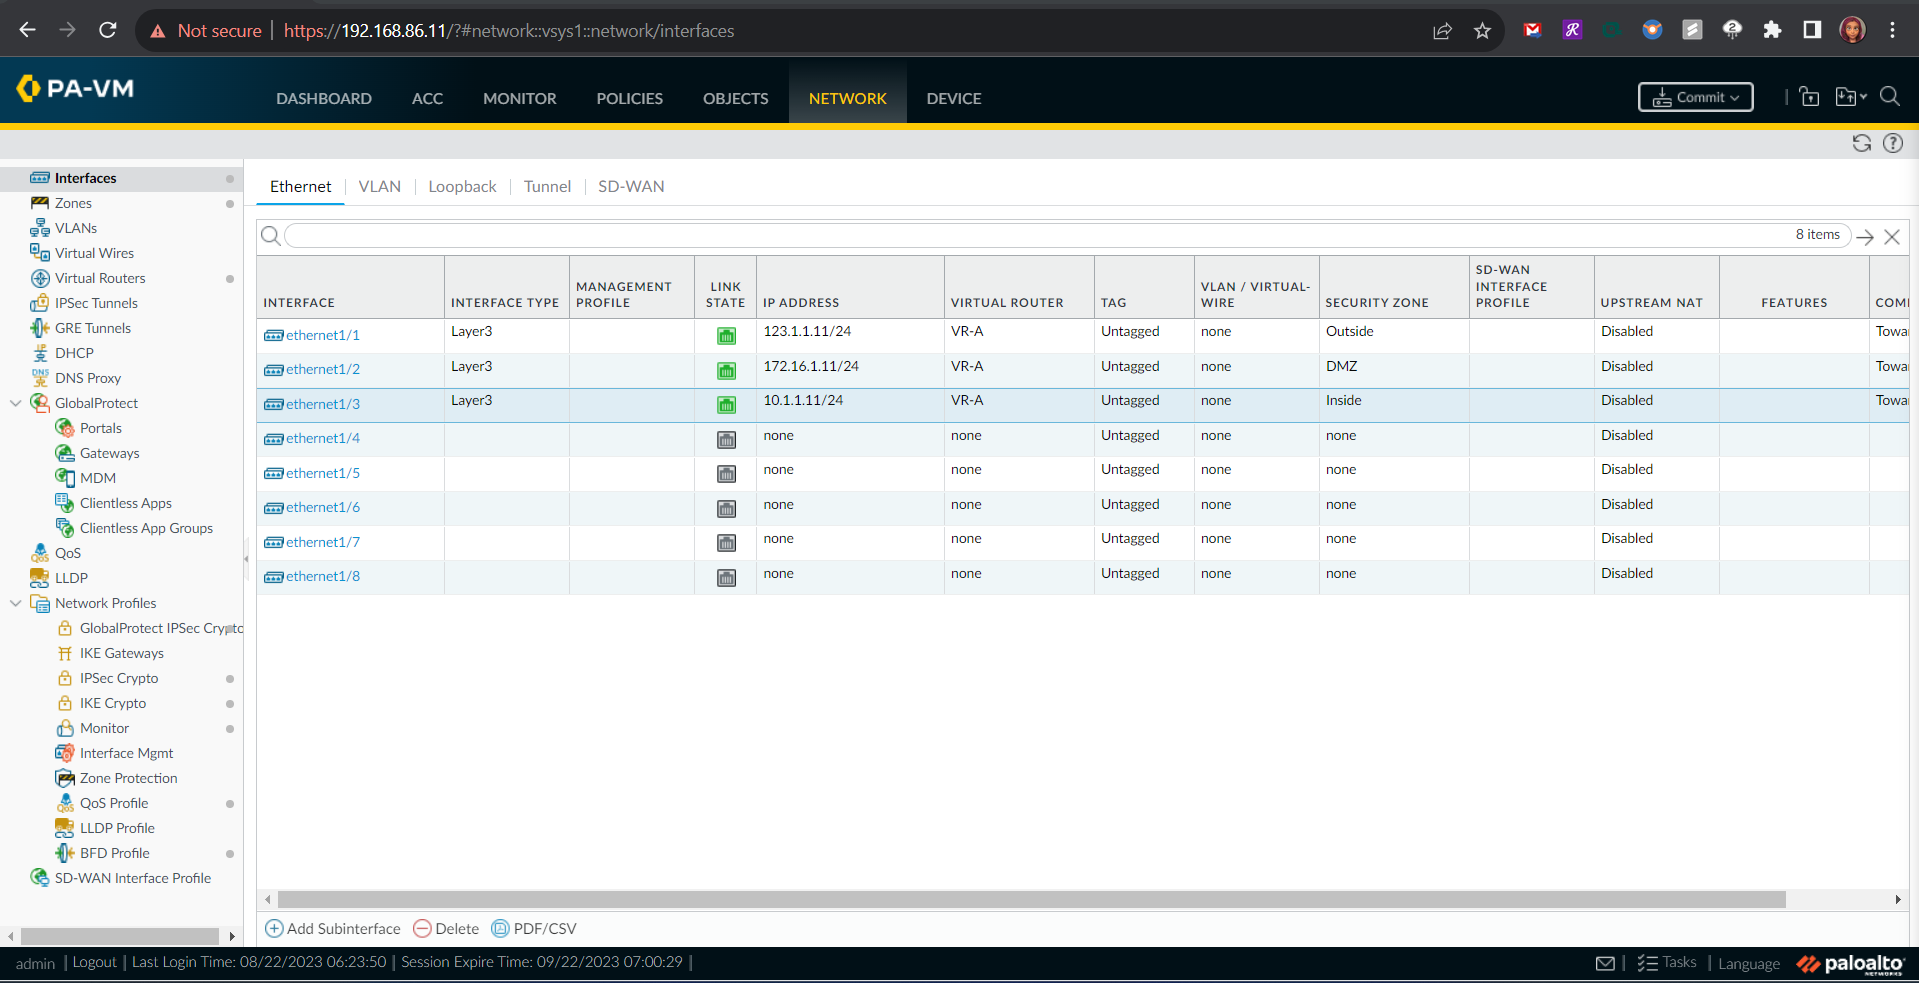 Not secure | https://192.168.86.11/?#network::vsys1::network/interfaces
PA-VM
DASHBOARD ACC MONITOR POLICIES OBJECTS NETWORK DEVICE
Commit
Interfaces
Zones
VLANs
Virtual Wires
Virtual Routers
IPSec Tunnels
GRE Tunnels
DHCP
DNS Proxy
GlobalProtect
Portals
Gateways
MDM
Clientless Apps
Clientless App Groups
QoS
LLDP
Network Profiles
GlobalProtect IPSec Crypto
IKE Gateways
IPSec Crypto
IKE Crypto
Monitor
Interface Mgmt
Zone Protection
QoS Profile
LLDP Profile
BFD Profile
SD-WAN Interface Profile
Ethernet | VLAN | Loopback | Tunnel | SD-WAN
8 items
INTERFACE INTERFACE TYPE MANAGEMENT PROFILE LINK STATE IP ADDRESS VIRTUAL ROUTER TAG VLAN / VIRTUAL-WIRE SECURITY ZONE SD-WAN INTERFACE PROFILE UPSTREAM NAT FEATURES COM
ethernet1/1 Layer3 123.1.1.11/24 VR-A Untagged none Outside Disabled Towa
ethernet1/2 Layer3 172.16.1.11/24 VR-A Untagged none DMZ Disabled Towa
ethernet1/3 Layer3 10.1.1.11/24 VR-A Untagged none Inside Disabled Towa
ethernet1/4 none none Untagged none none Disabled
ethernet1/5 none none Untagged none none Disabled
ethernet1/6 none none Untagged none none Disabled
ethernet1/7 none none Untagged none none Disabled
ethernet1/8 none none Untagged none none Disabled
Add Subinterface Delete PDF/CSV
admin | Logout | Last Login Time: 08/22/2023 06:23:50 | Session Expire Time: 09/22/2023 07:00:29 |
| Tasks | Language paloalto NETWORKS